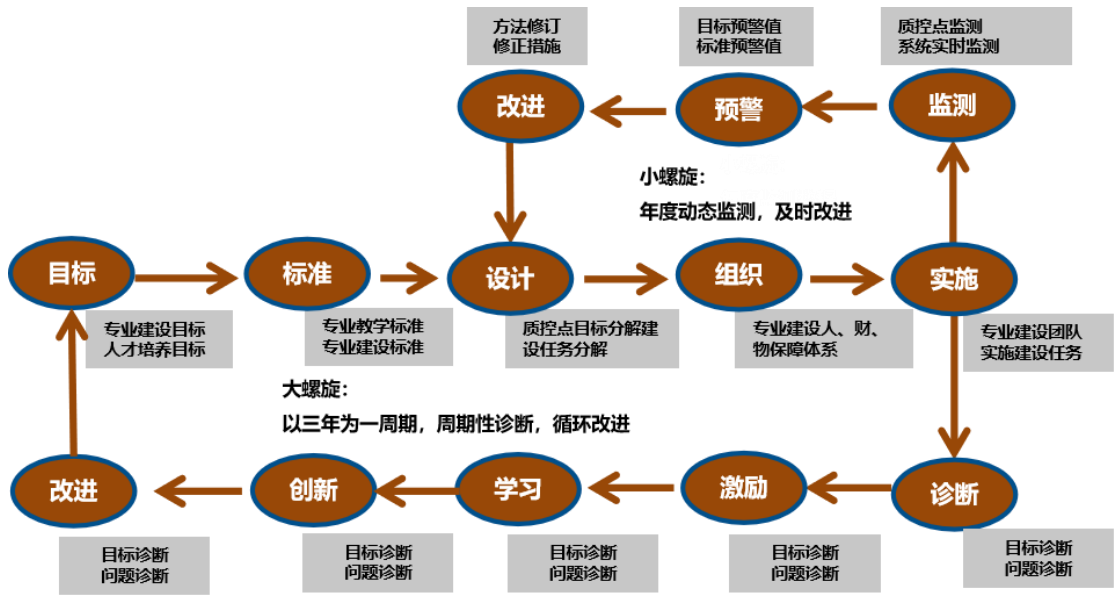 方法修订
修正措施
目标预警值
标准预警值
质控点监测
系统实时监测
改进
预警
监测
小螺旋：
年度动态监测，及时改进
目标
标准
设计
组织
实施
专业建设目标
人才培养目标
专业教学标准
专业建设标准
质控点目标分解建
设任务分解
专业建设人、财、
物保障体系
专业建设团队
实施建设任务
大螺旋：
以三年为一周期，周期性诊断，循环改进
改进
创新
学习
激励
诊断
目标诊断
问题诊断
目标诊断
问题诊断
目标诊断
问题诊断
目标诊断
问题诊断
目标诊断
问题诊断